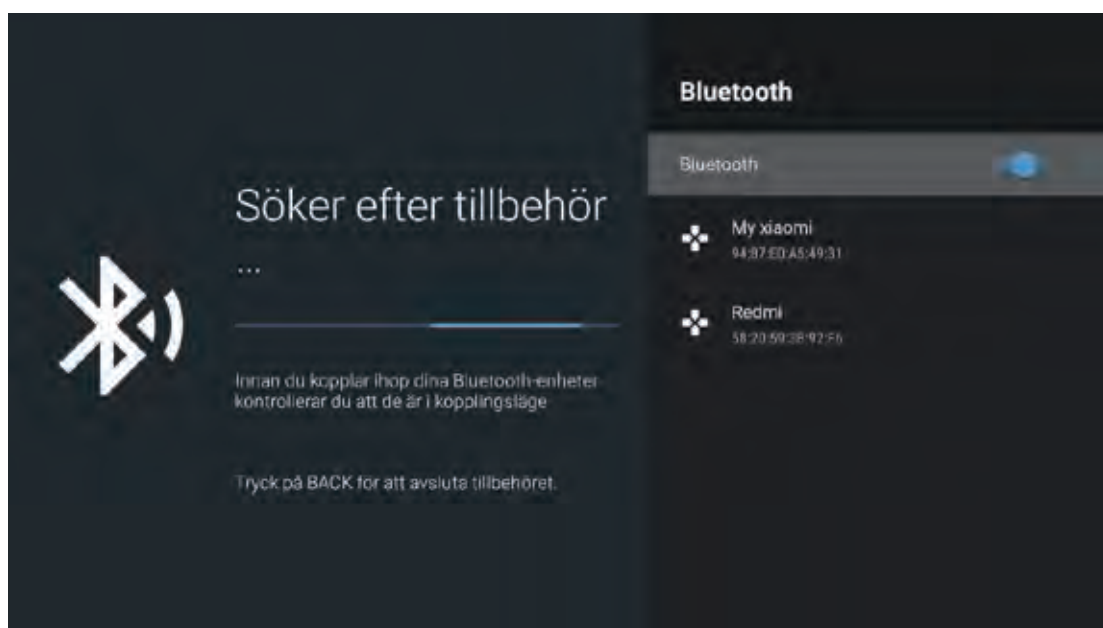 Söker efter tillbehör
...
Innan du kopplar ihop dina Bluetooth-enheter
kontrollerar du att de är i kopplingsläge
Tryck på BACK för att avsluta tillbehöret.
Bluetooth
Bluetooth
My xiaomi
94:87:E0:A5:49:31
Redmi
58:20:59:3B:92:F6